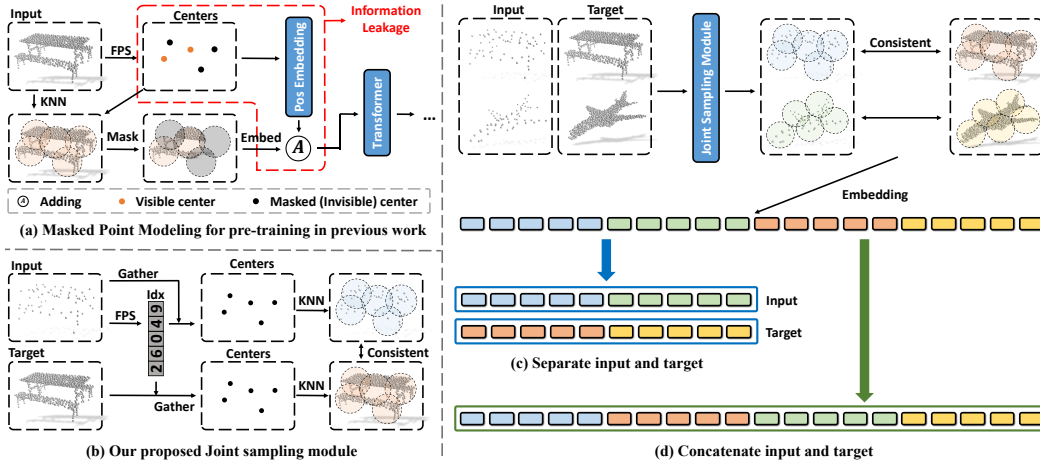 Input
Centers
Information
Leakage
FPS
Pos Embedding
KNN
Transformer
...
Mask
Embed
A
A Adding
Visible center
Masked (Invisible) center
(a) Masked Point Modeling for pre-training in previous work
Input
Gather
Centers
Idx
FPS
KNN
2 6 0 4 9
Target
Centers
Consistent
Gather
KNN
(b) Our proposed Joint sampling module
Input
Target
Joint Sampling Module
Consistent
Embedding
Input
Target
(c) Separate input and target
(d) Concatenate input and target